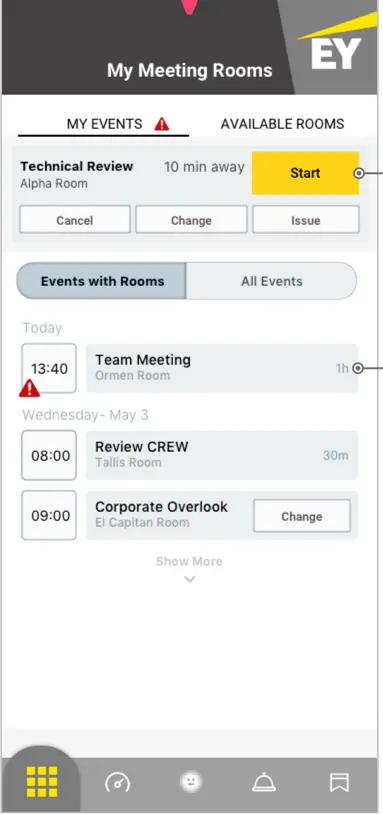 EY
My Meeting Rooms
MY EVENTS
AVAILABLE ROOMS
Technical Review
10 min away
Start
Alpha Room
Cancel
Change
Issue
Events with Rooms
All Events
Today
13:40
Team Meeting
Ormen Room
1h
Wednesday- May 3
08:00
Review CREW
Tallis Room
30m
09:00
Corporate Overlook
El Capitan Room
Change
Show More